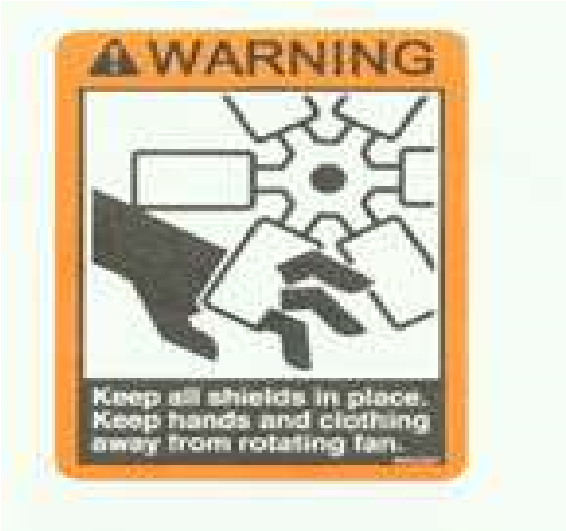 WARNING
Keep all shields in place.
Keep hands and clothing
away from rotating fan.